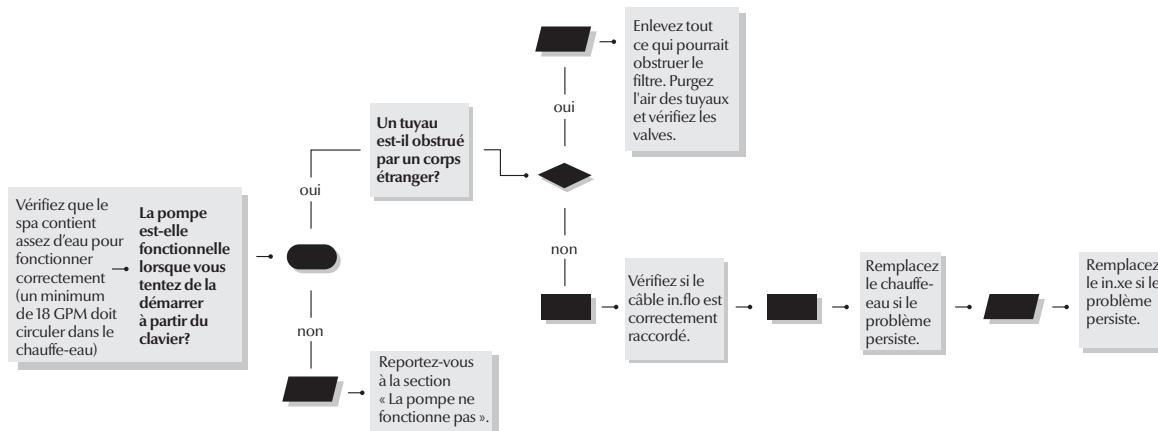 Vérifiez que le
spa contient
assez d'eau pour
fonctionner
correctement
(un minimum
de 18 GPM doit
circuler dans le
chauffe-eau)
La pompe
est-elle
fonctionnelle
lorsque vous
tentez de la
démarrer
à partir du
clavier?
oui
non
Un tuyau
est-il obstrué
par un corps
étranger?
Reportez-vous
à la section
« La pompe ne
fonctionne pas ».
oui
non
Enlevez tout
ce qui pourrait
obstruer le
filtre. Purgez
l'air des tuyaux
et vérifiez les
valves.
Vérifiez si le
câble in.flo est
correctement
raccordé.
Remplacez
le chauffe-
eau si le
problème
persiste.
Remplacez
le in.xe si le
problème
persiste.